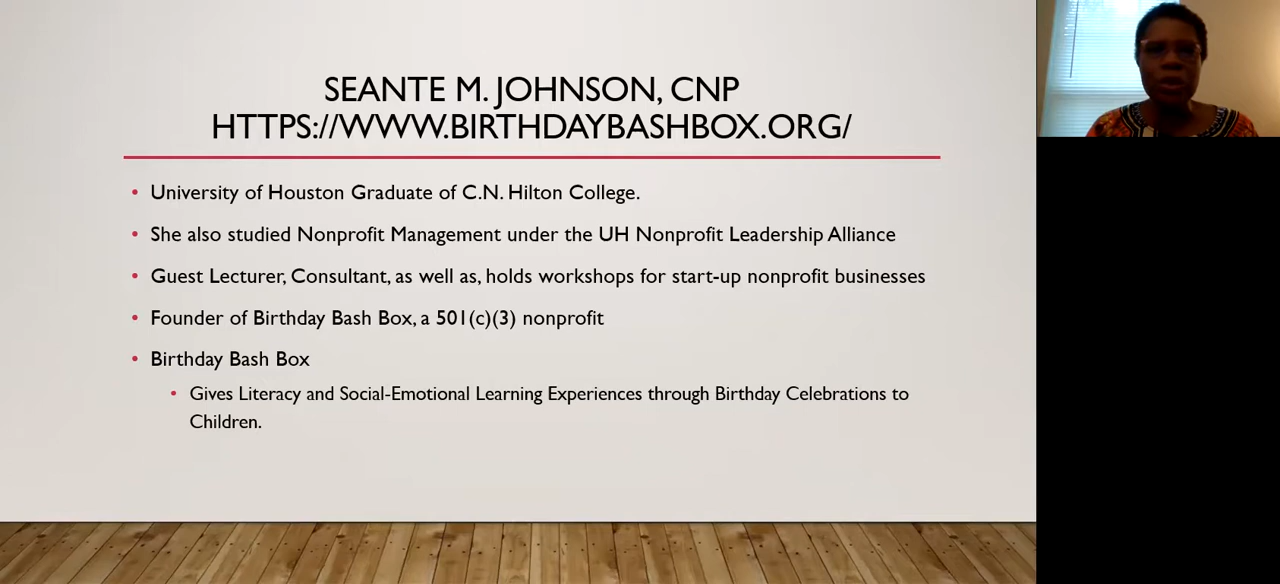 SEANTE M. JOHNSON, CNP
HTTPS://WWW.BIRTHDAYBASHBOX.ORG/
• University of Houston Graduate of C.N. Hilton College.
• She also studied Nonprofit Management under the UH Nonprofit Leadership Alliance
• Guest Lecturer, Consultant, as well as, holds workshops for start-up nonprofit businesses
• Founder of Birthday Bash Box, a 501(c)(3) nonprofit
• Birthday Bash Box
• Gives Literacy and Social-Emotional Learning Experiences through Birthday Celebrations to
Children.